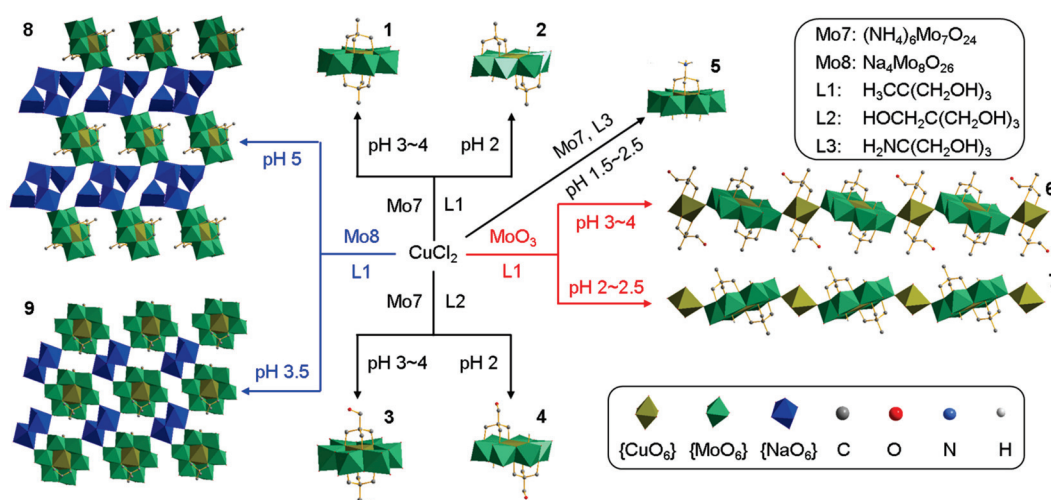 8
1
2
5
Mo7: (NH₄)₆Mo₇O₂₄
Mo8: Na₄Mo₈O₂₆
L1: H₃CC(CH₂OH)₃
L2: HOCH₂C(CH₂OH)₃
L3: H₂NC(CH₂OH)₃
pH 5
pH 3~4
pH 2
Mo7, L3
pH 1.5~2.5
Mo7 L1
6
pH 3~4
Mo8
L1
CuCl₂
MoO₃
L1
pH 2~2.5
Mo7 L2
9
pH 3.5
pH 3~4
pH 2
3
4
{CuO₆} {MoO₆} {NaO₆} C O N H